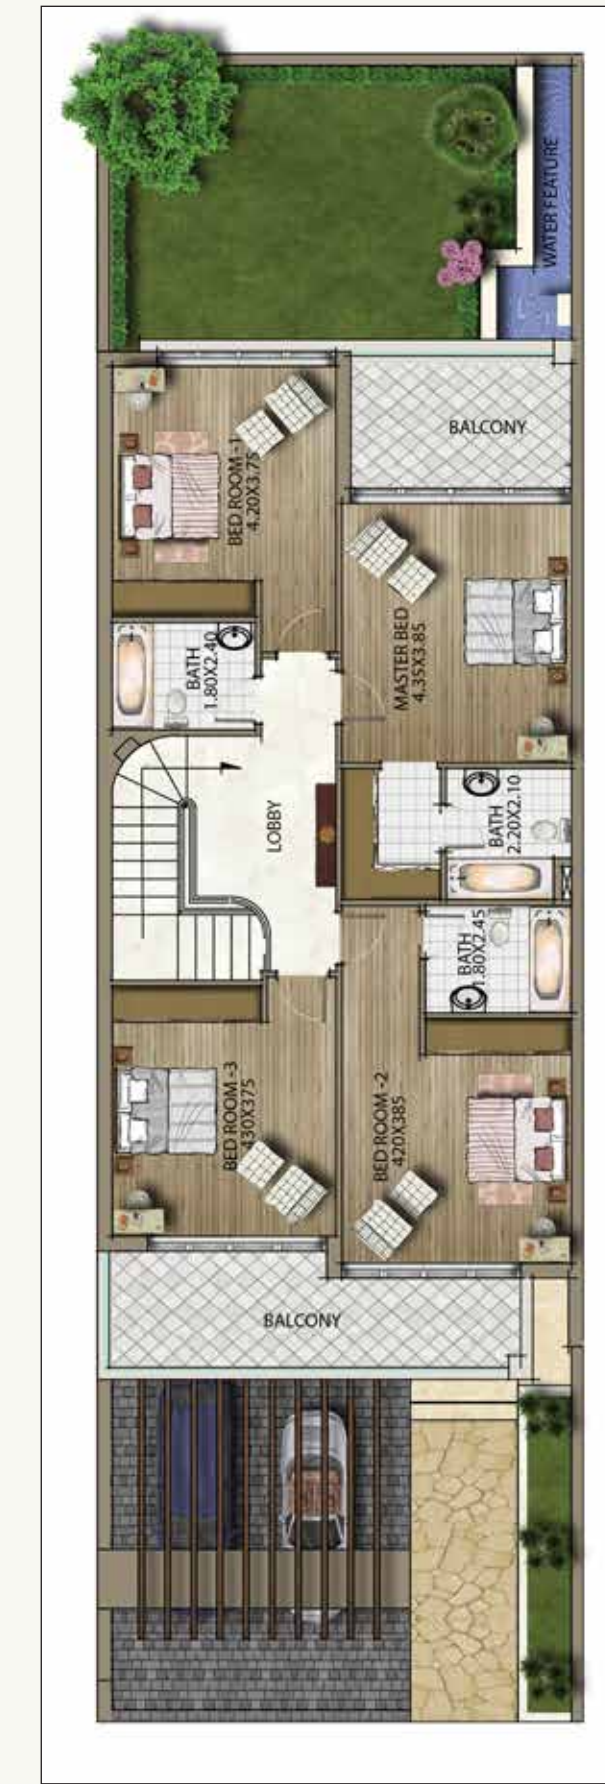 WATER FEATURE
BALCONY
BED ROOM -1
4.20X3.75
MASTER BED
4.35X3.85
BATH
1.80X2.40
LOBBY
BATH
2.20X2.10
BATH
1.80X2.45
BED ROOM -3
430X375
BED ROOM -2
420X385
BALCONY